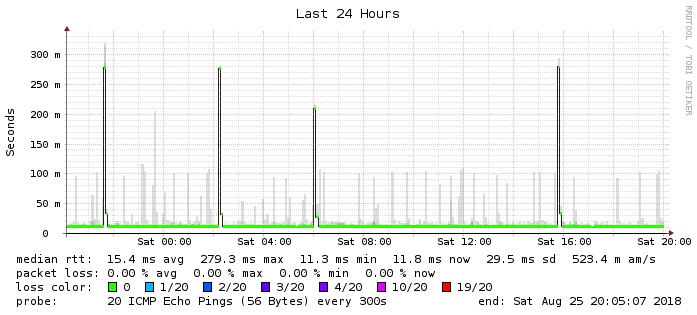 Last 24 Hours
RRDTOOL / TOBI OETIKER
Seconds
300 m
250 m
200 m
150 m
100 m
50 m
0
Sat 00:00 Sat 04:00 Sat 08:00 Sat 12:00 Sat 16:00 Sat 20:00
median rtt: 15.4 ms avg 279.3 ms max 11.3 ms min 11.8 ms now 29.5 ms sd 523.4 m am/s
packet loss: 0.00 % avg 0.00 % max 0.00 % min 0.00 % now
loss color: 0 1/20 2/20 3/20 4/20 10/20 19/20
probe: 20 ICMP Echo Pings (56 Bytes) every 300s end: Sat Aug 25 20:05:07 2018